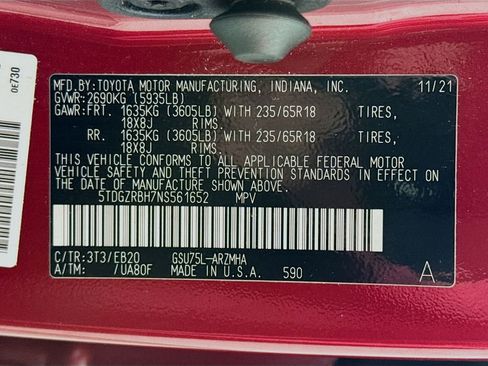 0E730
MFD.BY:TOYOTA MOTOR MANUFACTURING, INDIANA, INC. 11/21
GVWR:2690KG (5935LB)
GAWR:FRT. 1635KG (3605LB) WITH 235/65R18 TIRES,
18X8J RIMS.
RR. 1635KG (3605LB) WITH 235/65R18 TIRES,
18X8J RIMS.
THIS VEHICLE CONFORMS TO ALL APPLICABLE FEDERAL MOTOR
VEHICLE SAFETY AND THEFT PREVENTION STANDARDS IN EFFECT ON
THE DATE OF MANUFACTURE SHOWN ABOVE.
5TDGZRBH7NS561652 MPV
C/TR:3T3/EB20 GSU75L-ARZMHA
A/TM: /UA80F MADE IN U.S.A. 590 A